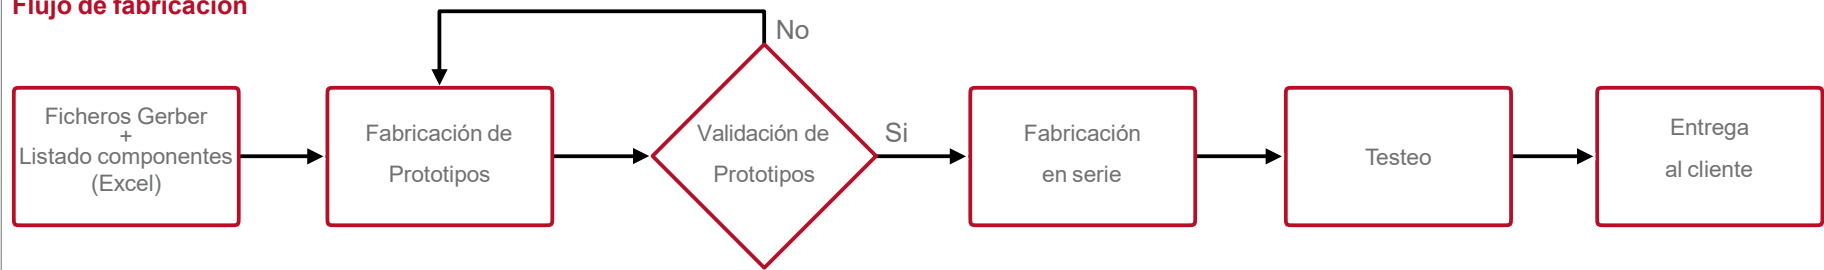 Flujo de fabricación
No
Ficheros Gerber
+
Listado componentes
(Excel)
Fabricación de
Prototipos
Validación de
Prototipos
Si
Fabricación
en serie
Testeo
Entrega
al cliente